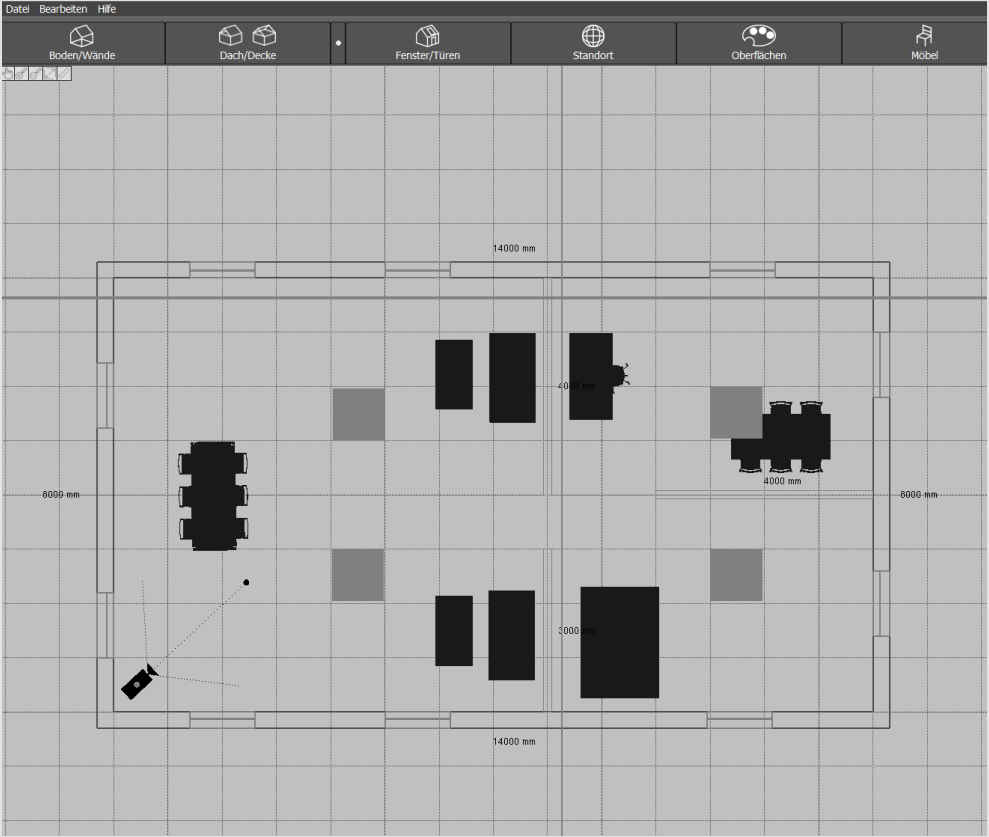 Datei Bearbeiten Hilfe
Boden/Wände Dach/Decke Fenster/Türen Standort Oberflächen Möbel
14000 mm
4000 mm
4000 mm
8000 mm 8000 mm
3000 mm
14000 mm